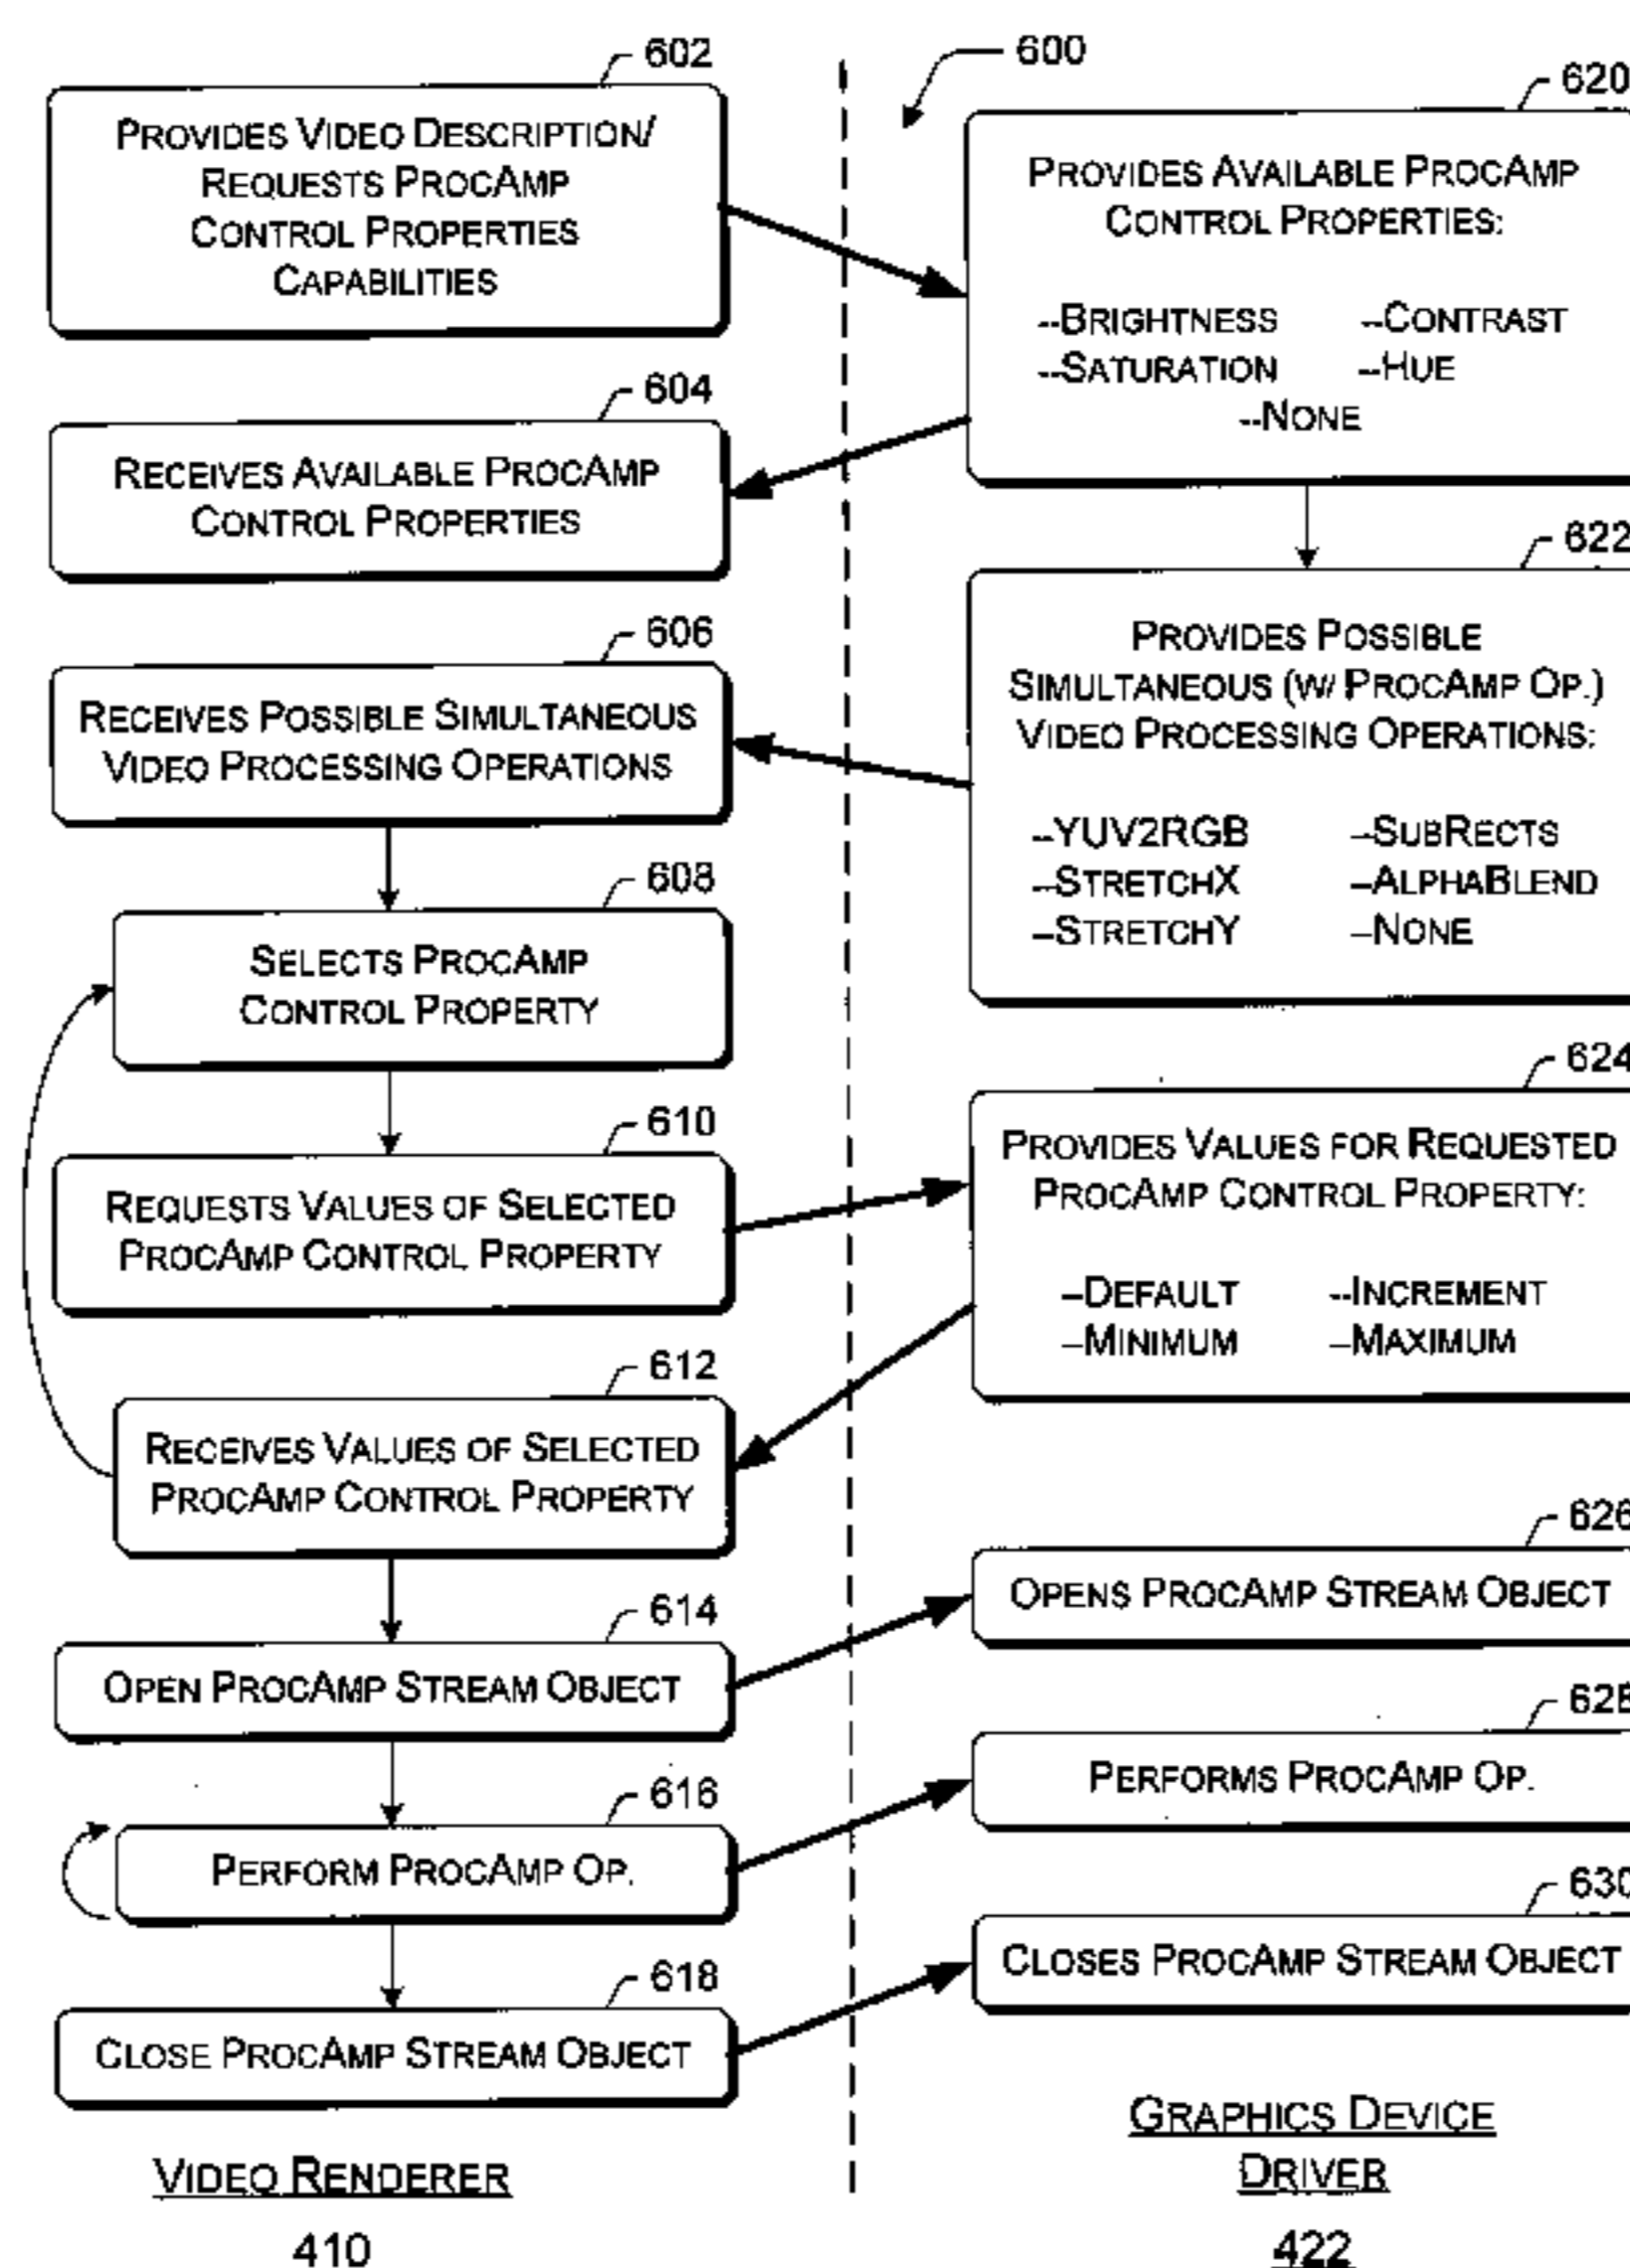 602
PROVIDES VIDEO DESCRIPTION/
REQUESTS PROCAMP
CONTROL PROPERTIES
CAPABILITIES
604
RECEIVES AVAILABLE PROCAMP
CONTROL PROPERTIES
606
RECEIVES POSSIBLE SIMULTANEOUS
VIDEO PROCESSING OPERATIONS
608
SELECTS PROCAMP
CONTROL PROPERTY
610
REQUESTS VALUES OF SELECTED
PROCAMP CONTROL PROPERTY
612
RECEIVES VALUES OF SELECTED
PROCAMP CONTROL PROPERTY
614
OPEN PROCAMP STREAM OBJECT
616
PERFORM PROCAMP OP.
618
CLOSE PROCAMP STREAM OBJECT
VIDEO RENDERER
410
600
620
PROVIDES AVAILABLE PROCAMP
CONTROL PROPERTIES:
--BRIGHTNESS --CONTRAST
--SATURATION --HUE
--NONE
622
PROVIDES POSSIBLE
SIMULTANEOUS (W/ PROCAMP OP.)
VIDEO PROCESSING OPERATIONS:
--YUV2RGB --SUBRECTS
--STRETCHX --ALPHABLEND
--STRETCHY --NONE
624
PROVIDES VALUES FOR REQUESTED
PROCAMP CONTROL PROPERTY:
--DEFAULT --INCREMENT
--MINIMUM --MAXIMUM
626
OPENS PROCAMP STREAM OBJECT
628
PERFORMS PROCAMP OP.
630
CLOSES PROCAMP STREAM OBJECT
GRAPHICS DEVICE
DRIVER
422